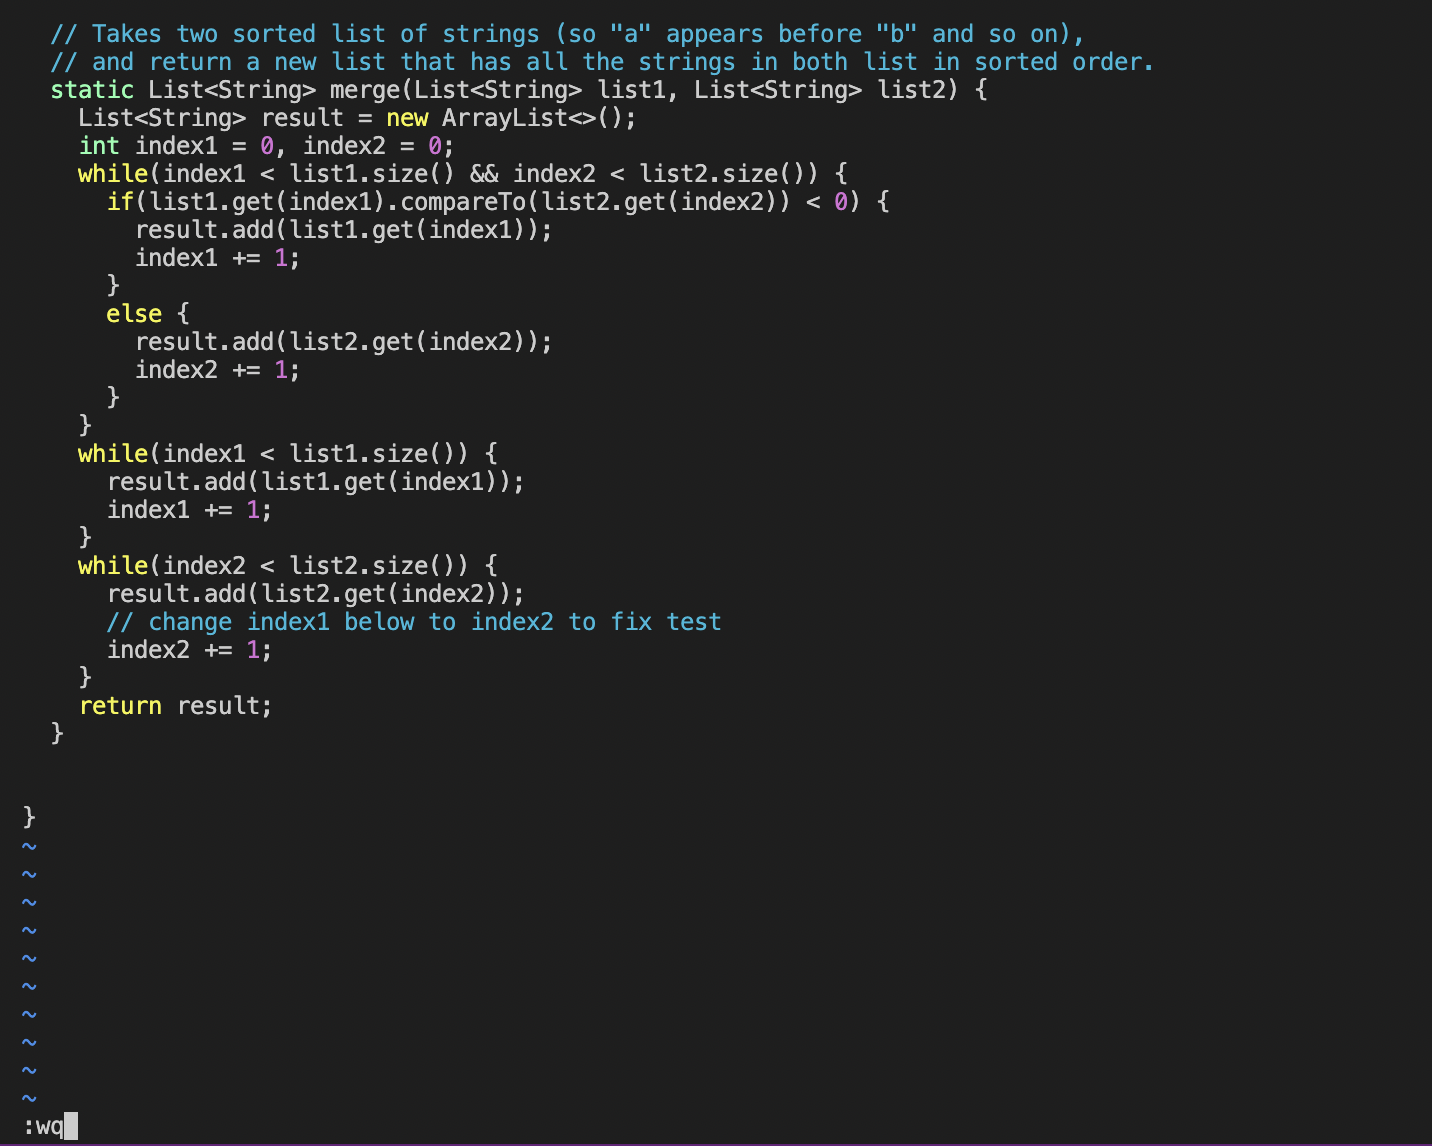 // Takes two sorted list of strings (so "a" appears before "b" and so on),
// and return a new list that has all the strings in both list in sorted order.
static List<String> merge(List<String> list1, List<String> list2) {
List<String> result = new ArrayList<>();
int index1 = 0, index2 = 0;
while(index1 < list1.size() && index2 < list2.size()) {
if(list1.get(index1).compareTo(list2.get(index2)) < 0) {
result.add(list1.get(index1));
index1 += 1;
}
else {
result.add(list2.get(index2));
index2 += 1;
}
}
while(index1 < list1.size()) {
result.add(list1.get(index1));
index1 += 1;
}
while(index2 < list2.size()) {
result.add(list2.get(index2));
// change index1 below to index2 to fix test
index2 += 1;
}
return result;
}
}
~
~
~
~
~
~
~
~
~
~
:wq